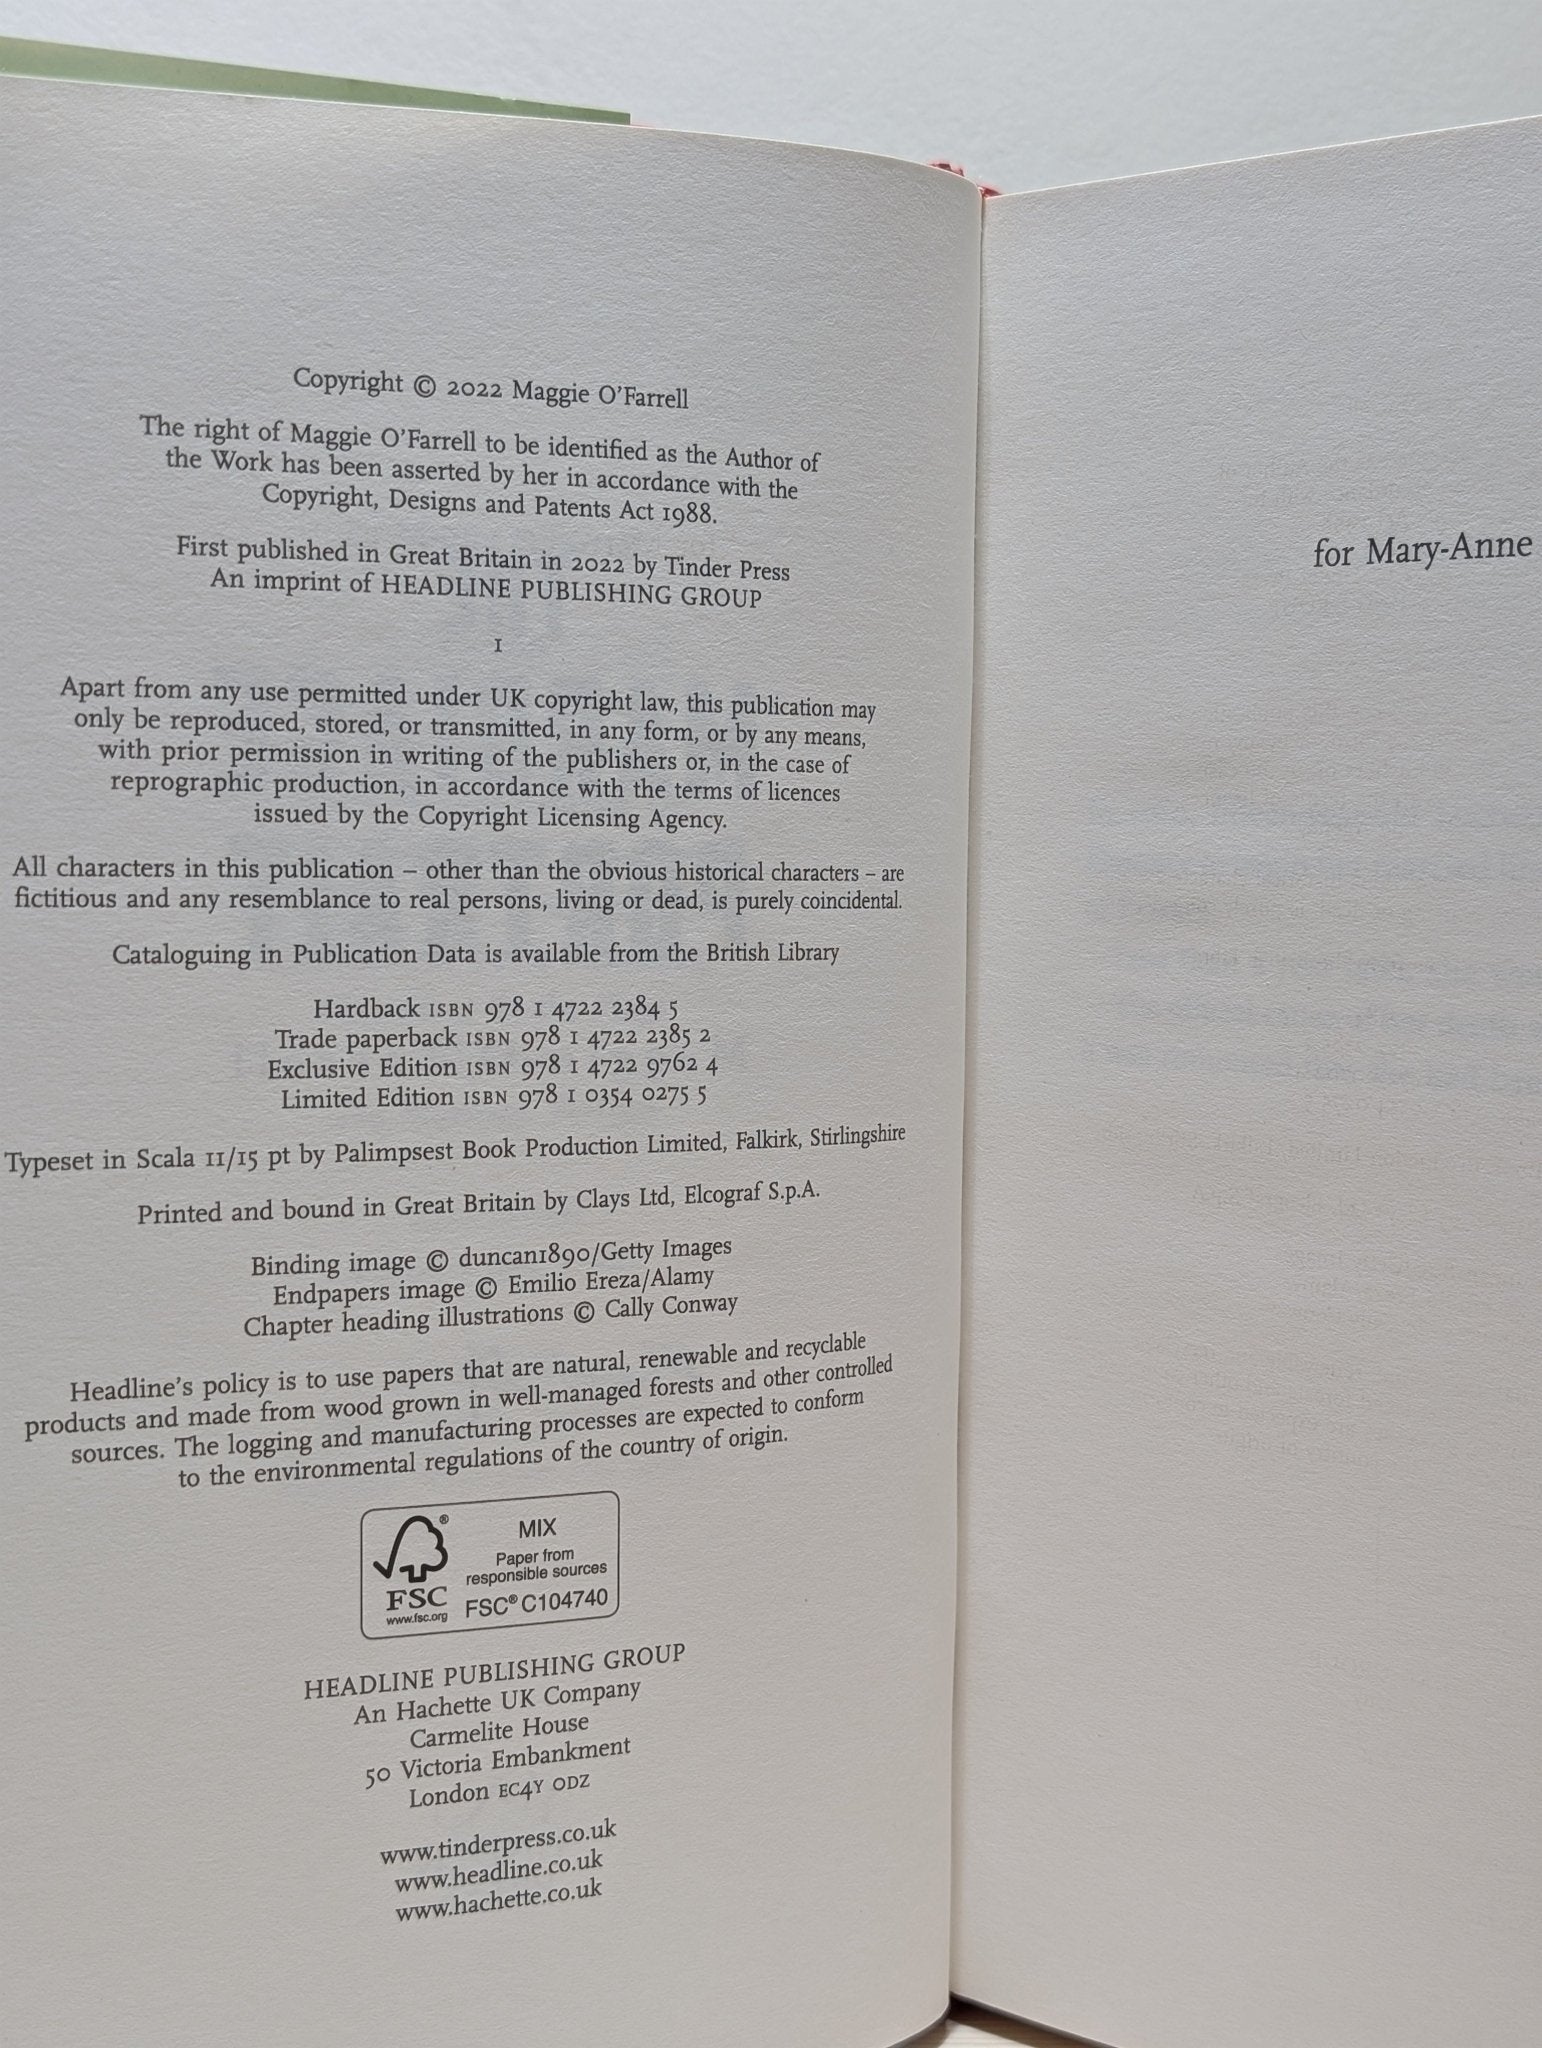 Copyright © 2022 Maggie O'Farrell
The right of Maggie O'Farrell to be identified as the Author of
the Work has been asserted by her in accordance with the
Copyright, Designs and Patents Act 1988.
First published in Great Britain in 2022 by Tinder Press
An imprint of HEADLINE PUBLISHING GROUP
1
Apart from any use permitted under UK copyright law, this publication may
only be reproduced, stored, or transmitted, in any form, or by any means,
with prior permission in writing of the publishers or, in the case of
reprographic production, in accordance with the terms of licences
issued by the Copyright Licensing Agency.
All characters in this publication – other than the obvious historical characters – are
fictitious and any resemblance to real persons, living or dead, is purely coincidental.
Cataloguing in Publication Data is available from the British Library
Hardback ISBN 978 1 4722 2384 5
Trade paperback ISBN 978 1 4722 2385 2
Exclusive Edition ISBN 978 1 4722 9762 4
Limited Edition ISBN 978 1 0354 0275 5
Typeset in Scala 11/15 pt by Palimpsest Book Production Limited, Falkirk, Stirlingshire
Printed and bound in Great Britain by Clays Ltd, Elcograf S.p.A.
Binding image © duncan1890/Getty Images
Endpapers image © Emilio Ereza/Alamy
Chapter heading illustrations © Cally Conway
Headline's policy is to use papers that are natural, renewable and recyclable
products and made from wood grown in well-managed forests and other controlled
sources. The logging and manufacturing processes are expected to conform
to the environmental regulations of the country of origin.
FSC
www.fsc.org
MIX
Paper from
responsible sources
FSC® C104740
HEADLINE PUBLISHING GROUP
An Hachette UK Company
Carmelite House
50 Victoria Embankment
London EC4Y 0DZ
www.tinderpress.co.uk
www.headline.co.uk
www.hachette.co.uk
for Mary-Anne